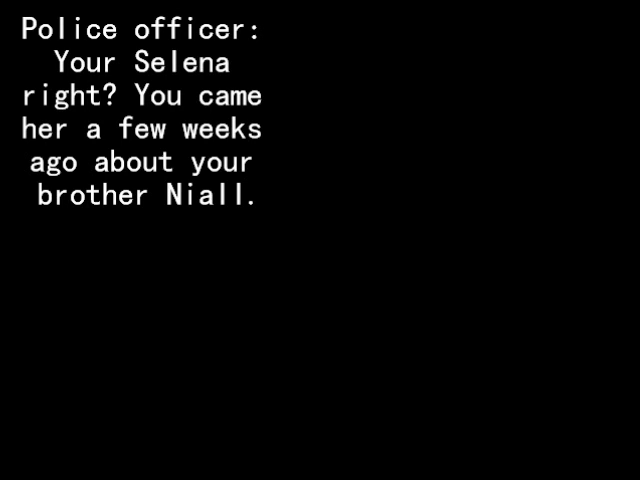 Police officer:
Your Selena
right? You came
her a few weeks
ago about your
brother Niall.